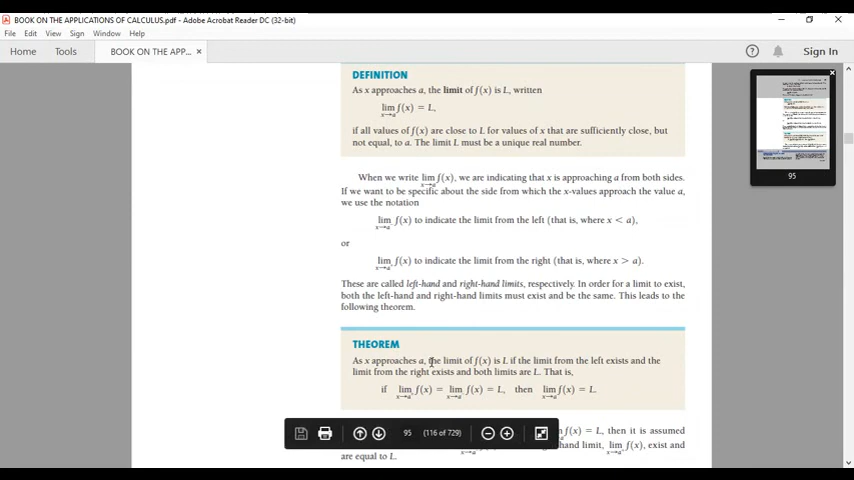 BOOK ON THE APPLICATIONS OF CALCULUS.pdf - Adobe Acrobat Reader DC (32-bit)
File Edit View Sign Window Help
Home Tools BOOK ON THE APP... × Sign In
DEFINITION
As x approaches a, the limit of f(x) is L, written
lim f(x) = L,
x→a
if all values of f(x) are close to L for values of x that are sufficiently close, but
not equal, to a. The limit L must be a unique real number.
When we write lim f(x), we are indicating that x is approaching a from both sides.
x→a
If we want to be specific about the side from which the x-values approach the value a,
we use the notation
lim f(x) to indicate the limit from the left (that is, where x < a),
x→a
or
lim f(x) to indicate the limit from the right (that is, where x > a).
x→a
These are called left-hand and right-hand limits, respectively. In order for a limit to exist,
both the left-hand and right-hand limits must exist and be the same. This leads to the
following theorem.
THEOREM
As x approaches a, the limit of f(x) is L if the limit from the left exists and the
limit from the right exists and both limits are L. That is,
if lim f(x) = lim f(x) = L, then lim f(x) = L.
x→a x→a x→a
f(x) = L, then it is assumed
hand limit, lim f(x), exist and
are equal to L.
95 (116 of 729)
95